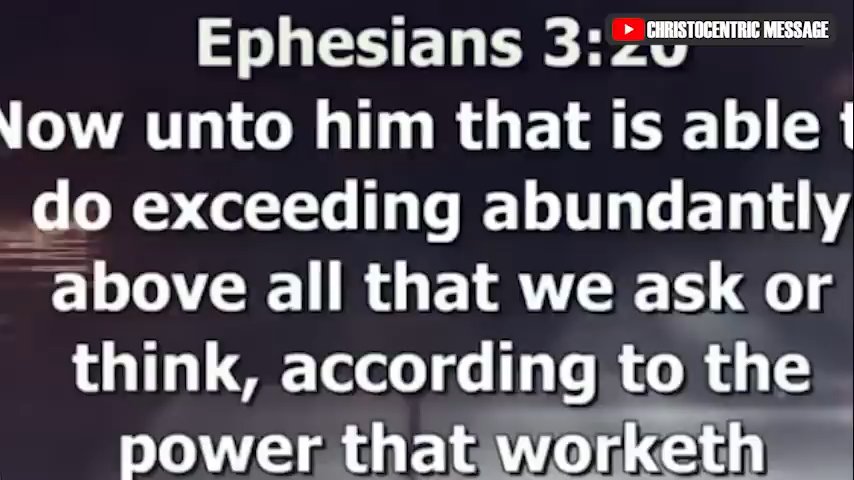 Ephesians 3:20
CHRISTOCENTRIC MESSAGE
Now unto him that is able t
do exceeding abundantly
above all that we ask or
think, according to the
power that worketh